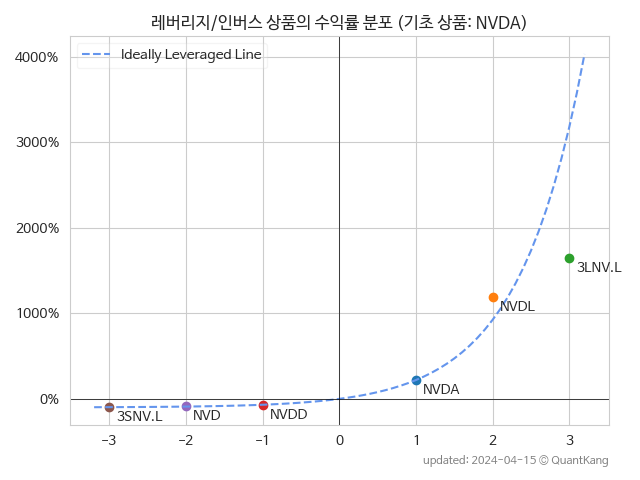 레버리지/인버스 상품의 수익률 분포 (기초 상품: NVDA)
Ideally Leveraged Line
4000%
3000%
2000%
1000%
0%
3LNV.L
NVDL
NVDA
3SNV.L
NVD
NVDD
−3
−2
−1
0
1
2
3
updated: 2024-04-15 © QuantKang